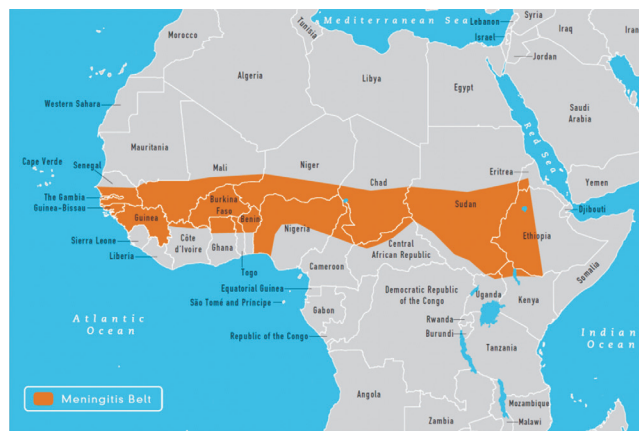 Mediterranean Sea
Lebanon
Syria
Israel
Iraq
Iran
Jordan
Morocco
Tunisia
Algeria
Libya
Egypt
Western Sahara
Saudi
Arabia
Red Sea
Mauritania
Mali
Niger
Chad
Eritrea
Yemen
Cape Verde
Senegal
The Gambia
Guinea-Bissau
Guinea
Burkina
Faso
Benin
Nigeria
Sudan
Djibouti
Ethiopia
Sierra Leone
Liberia
Côte
d'Ivoire
Ghana
Togo
Cameroon
Central
African Republic
Somalia
Equatorial Guinea
São Tomé and Príncipe
Gabon
Republic of the Congo
Democratic Republic
of the Congo
Uganda
Kenya
Rwanda
Burundi
Tanzania
Atlantic
Ocean
Indian
Ocean
Angola
Zambia
Mozambique
Malawi
Meningitis Belt